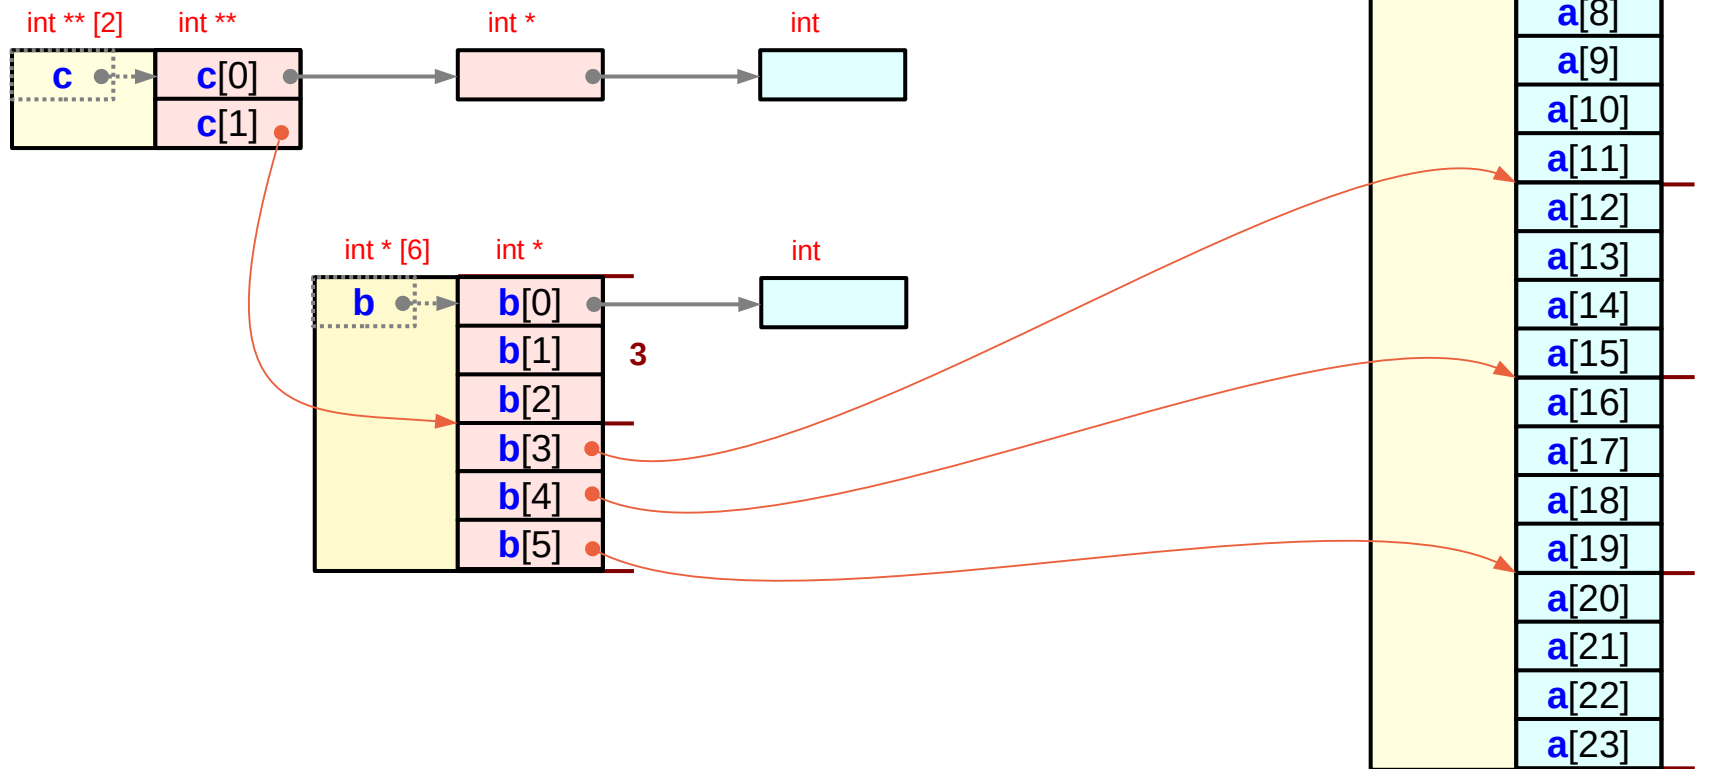 int ** [2] int ** int * int
c c[0]
c[1]
int * [6] int * int
b b[0]
b[1] 3
b[2]
b[3]
b[4]
b[5]
a[8]
a[9]
a[10]
a[11]
a[12]
a[13]
a[14]
a[15]
a[16]
a[17]
a[18]
a[19]
a[20]
a[21]
a[22]
a[23]